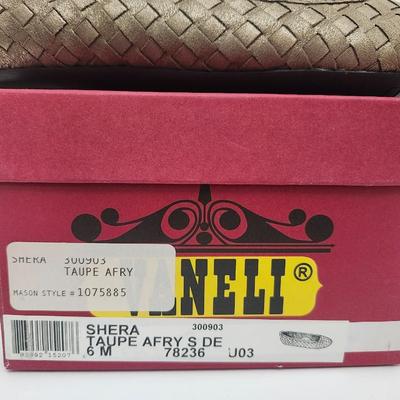 SHERA 300903
TAUPE AFRY
MASON STYLE # 1075885
VANELI®
SHERA 300903
TAUPE AFRY S DE
6 M 78236 U03